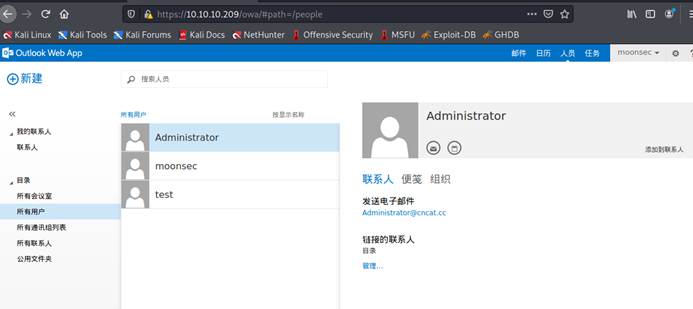 https://10.10.10.209/owa/#path=/people
Kali Linux Kali Tools Kali Forums Kali Docs NetHunter Offensive Security MSFU Exploit-DB GHDB
Outlook Web App 邮件 日历 人员 任务 moonsec
新建
搜索人员
所有用户 按显示名称
我的联系人
联系人
目录
所有会议室
所有用户
所有通讯组列表
所有联系人
公用文件夹
Administrator
moonsec
test
Administrator
添加到联系人
联系人 便笺 组织
发送电子邮件
Administrator@cncat.cc
链接的联系人
目录
管理...